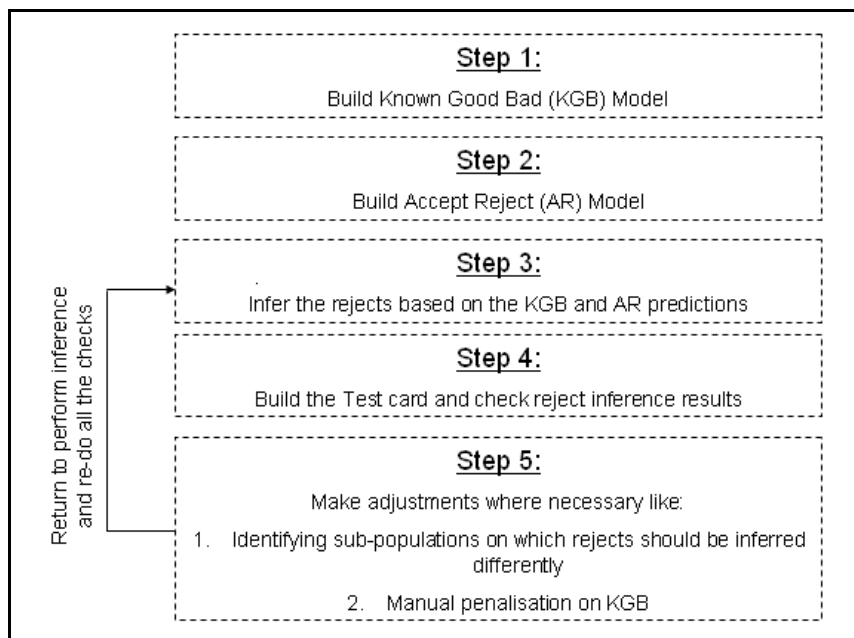 Step 1:
Build Known Good Bad (KGB) Model
Step 2:
Build Accept Reject (AR) Model
Step 3:
Infer the rejects based on the KGB and AR predictions
Step 4:
Build the Test card and check reject inference results
Step 5:
Make adjustments where necessary like:
1. Identifying sub-populations on which rejects should be inferred
differently
2. Manual penalisation on KGB
Return to perform inference
and re-do all the checks